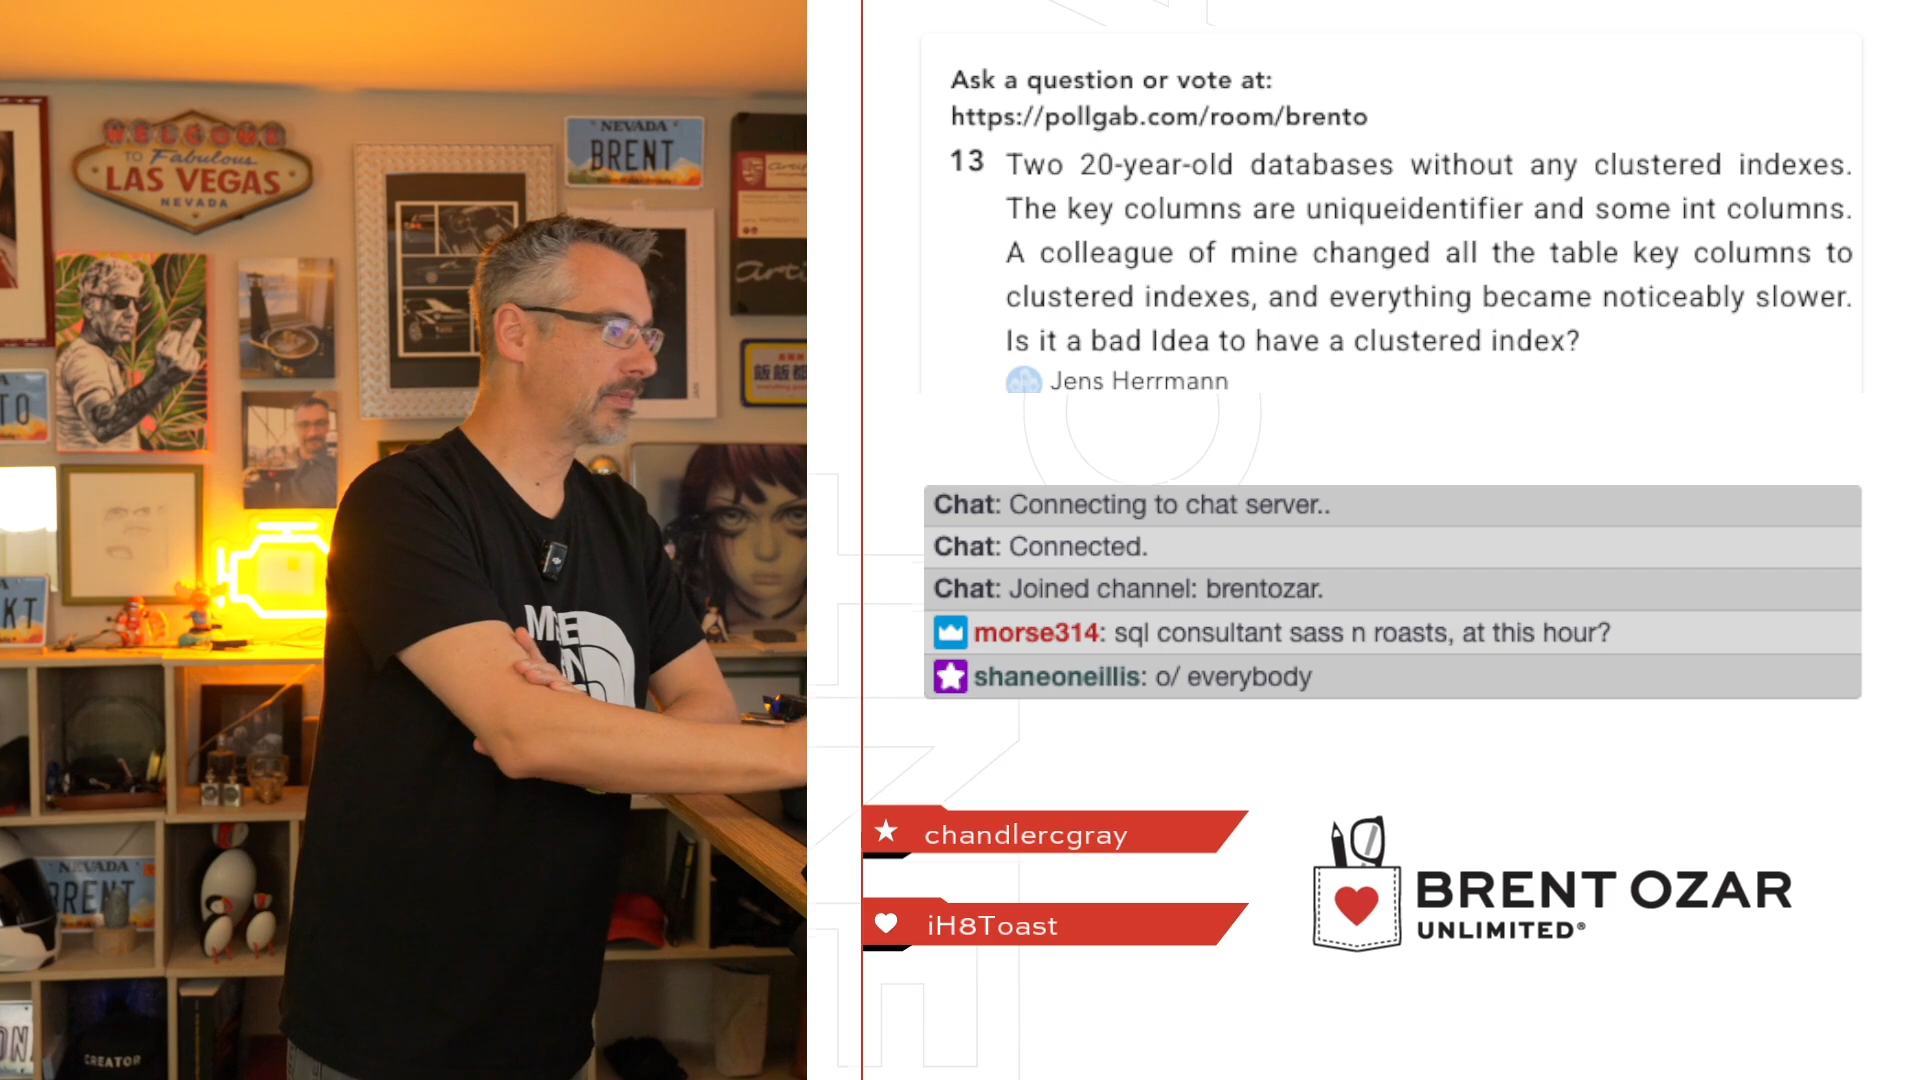 WELCOME
TO Fabulous
LAS VEGAS
NEVADA
NEVADA
BRENT
NEVADA
BRENT
CREATOR
Ask a question or vote at:
https://pollgab.com/room/brento
13 Two 20-year-old databases without any clustered indexes.
The key columns are uniqueidentifier and some int columns.
A colleague of mine changed all the table key columns to
clustered indexes, and everything became noticeably slower.
Is it a bad Idea to have a clustered index?
Jens Herrmann
Chat: Connecting to chat server..
Chat: Connected.
Chat: Joined channel: brentozar.
morse314: sql consultant sass n roasts, at this hour?
shaneoneillis: o/ everybody
chandlercgray
iH8Toast
BRENT OZAR
UNLIMITED®